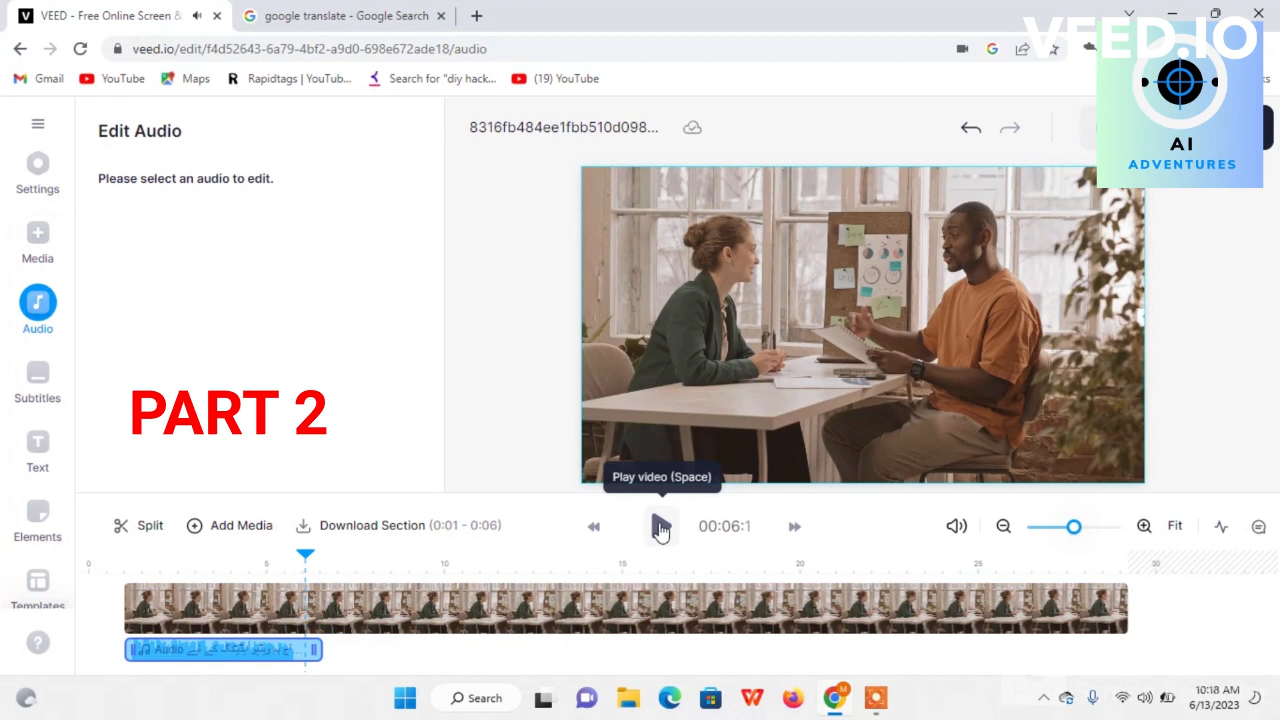 VEED - Free Online Screen &
google translate - Google Search
VEED.IO
veed.io/edit/f4d52643-6a79-4bf2-a9d0-698e672ade18/audio
Gmail
YouTube
Maps
Rapidtags | YouTub...
Search for "diy hack...
(19) YouTube
AI
ADVENTURES
Edit Audio
8316fb484ee1fbb510d098...
Please select an audio to edit.
Settings
Media
Audio
Subtitles
Text
Elements
Templates
PART 2
Play video (Space)
Split
Add Media
Download Section (0:01 - 0:06)
00:06:1
Fit
0 5 10 15 20 25 30
Audio
Search
10:18 AM
6/13/2023